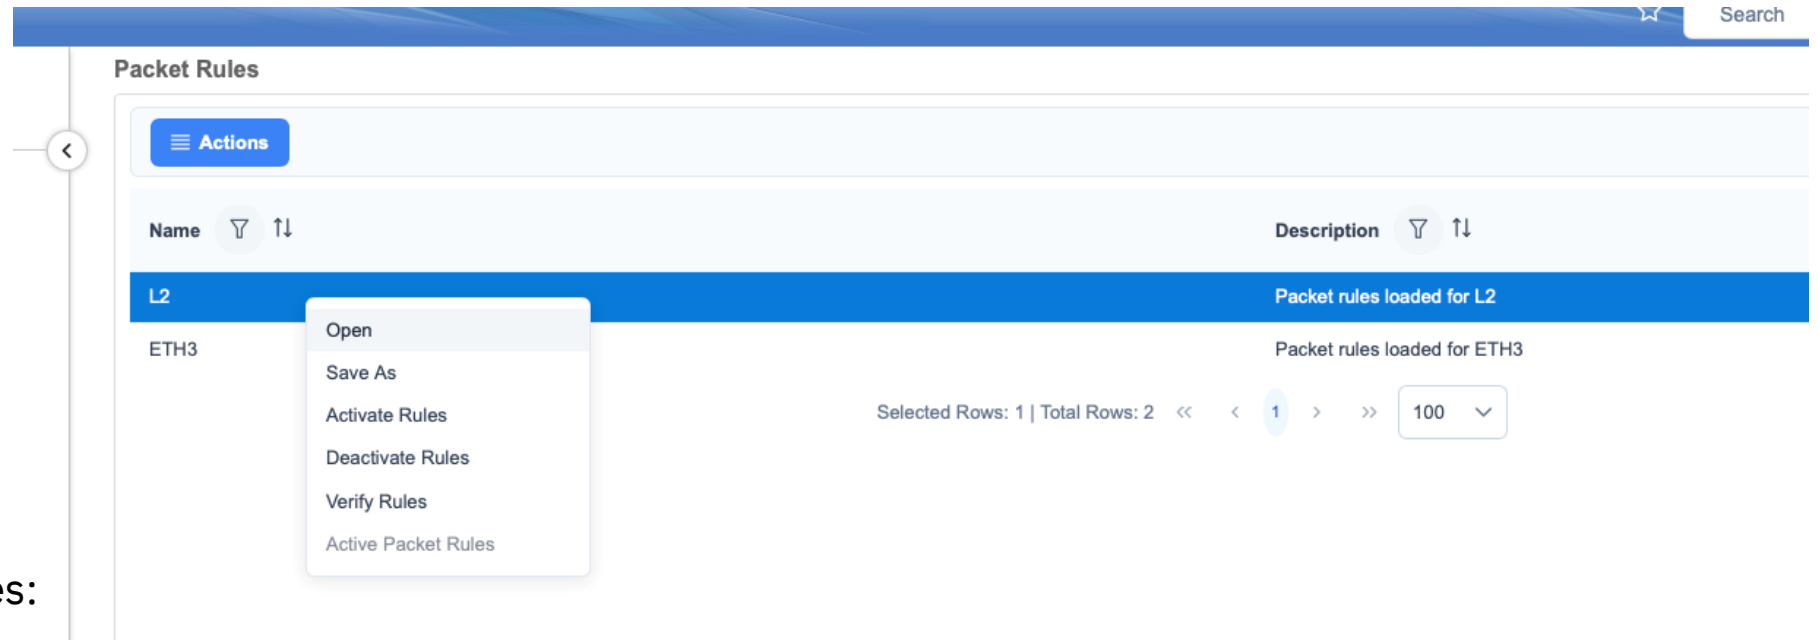 Search
Packet Rules
Actions
Name Description
L2 Packet rules loaded for L2
Open
ETH3 Packet rules loaded for ETH3
Save As
Selected Rows: 1 | Total Rows: 2 « < 1 > » 100
Activate Rules
Deactivate Rules
Verify Rules
Active Packet Rules
es: